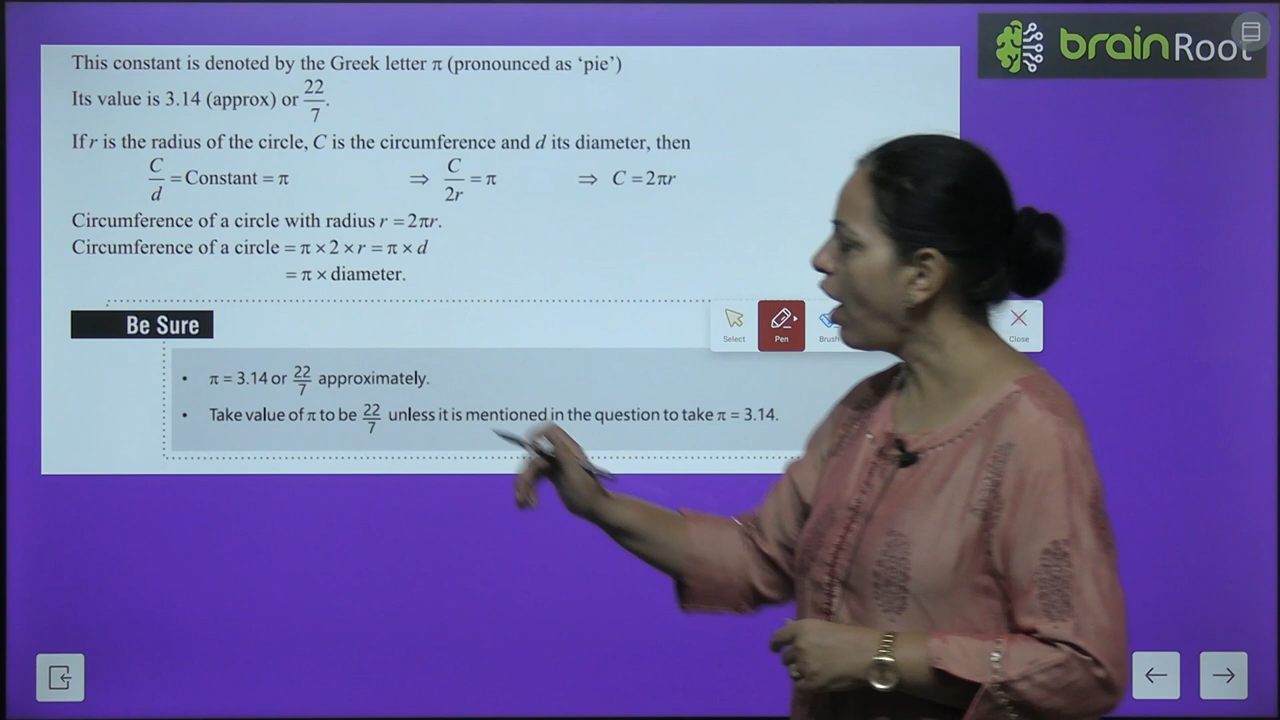 brainRoot
This constant is denoted by the Greek letter π (pronounced as ‘pie’)
Its value is 3.14 (approx) or 22/7.
If r is the radius of the circle, C is the circumference and d its diameter, then
C/d = Constant = π ⇒ C/2r = π ⇒ C = 2πr
Circumference of a circle with radius r = 2πr.
Circumference of a circle = π × 2 × r = π × d
= π × diameter.
Be Sure
Select Pen Brush Close
• π = 3.14 or 22/7 approximately.
• Take value of π to be 22/7 unless it is mentioned in the question to take π = 3.14.